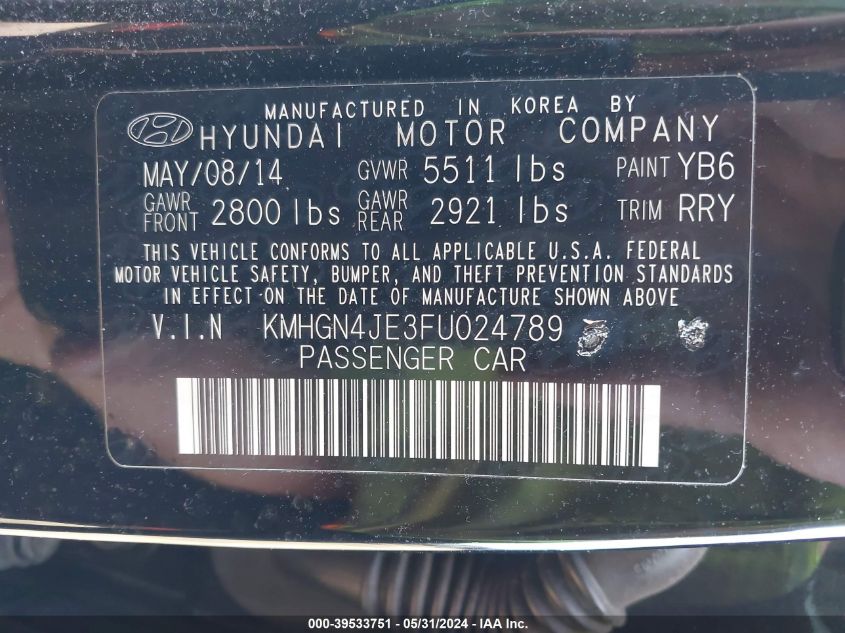 MANUFACTURED IN KOREA BY
HYUNDAI MOTOR COMPANY
MAY/08/14 GVWR 5511 lbs PAINT YB6
GAWR FRONT 2800 lbs GAWR REAR 2921 lbs TRIM RRY
THIS VEHICLE CONFORMS TO ALL APPLICABLE U.S.A. FEDERAL
MOTOR VEHICLE SAFETY, BUMPER, AND THEFT PREVENTION STANDARDS
IN EFFECT ON THE DATE OF MANUFACTURE SHOWN ABOVE
V.I.N KMHGN4JE3FU024789
PASSENGER CAR
000-39533751 - 05/31/2024 - IAA, Inc.